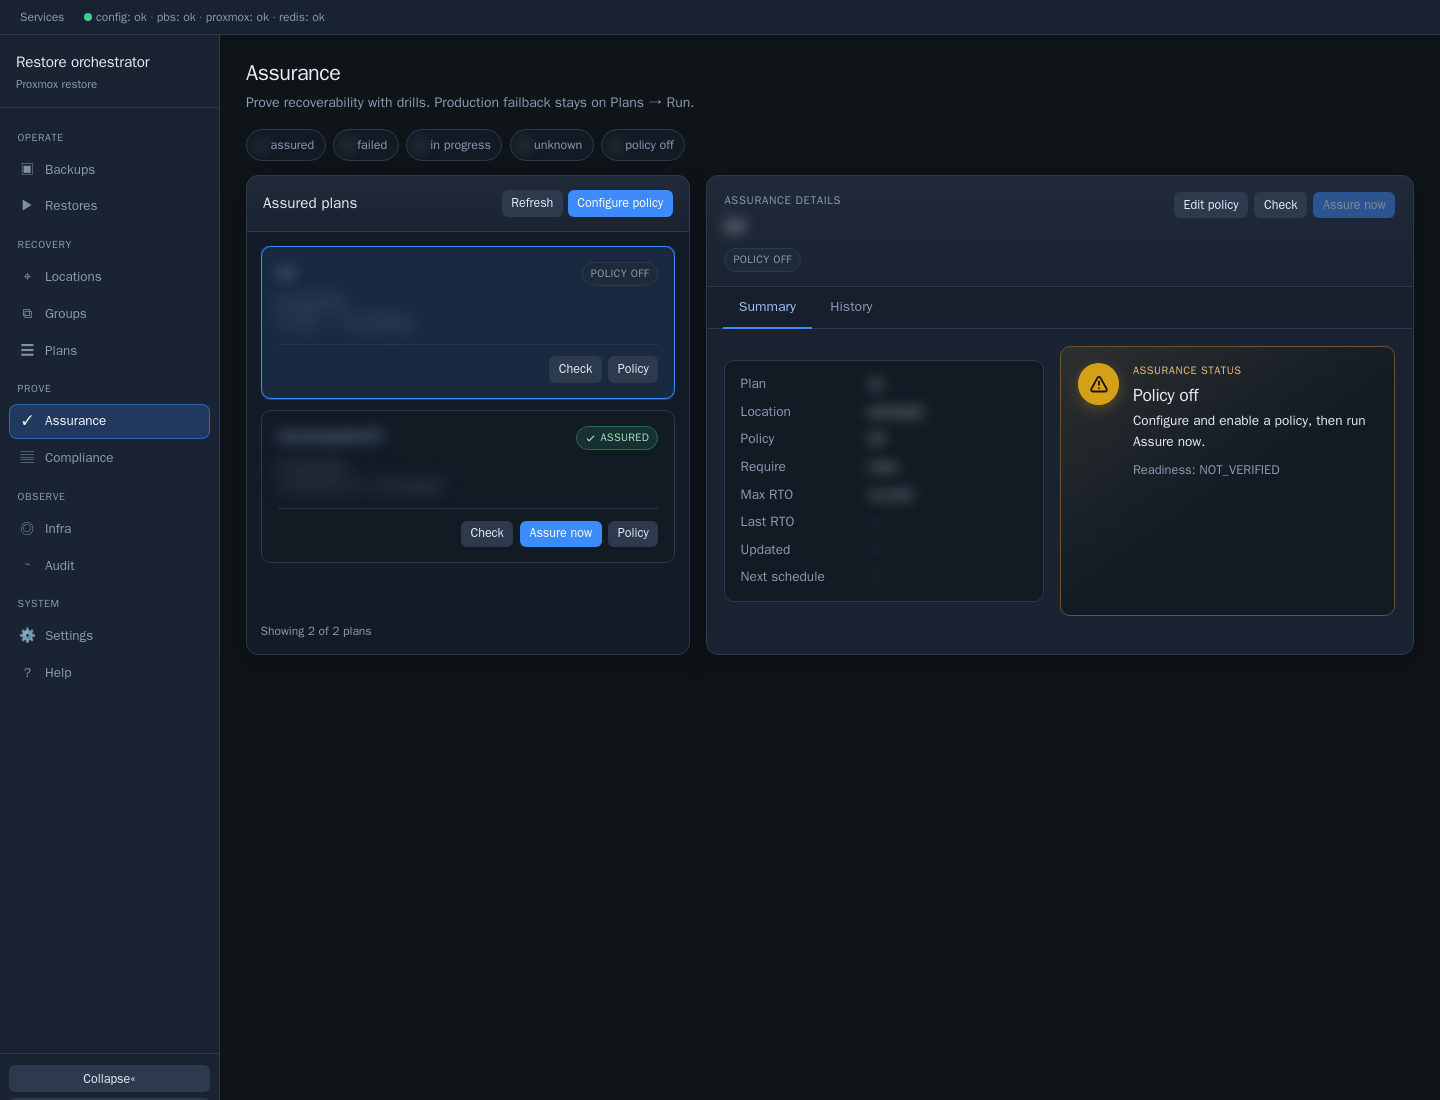 Services config: ok · pbs: ok · proxmox: ok · redis: ok
Restore orchestrator
Proxmox restore
OPERATE
Backups
Restores
RECOVERY
Locations
Groups
Plans
PROVE
Assurance
Compliance
OBSERVE
Infra
Audit
SYSTEM
Settings
? Help
Collapse«
Assurance
Prove recoverability with drills. Production failback stays on Plans → Run.
assured failed in progress unknown policy off
Assured plans Refresh Configure policy
POLICY OFF
Check Policy
ASSURED
Check Assure now Policy
Showing 2 of 2 plans
ASSURANCE DETAILS Edit policy Check Assure now
POLICY OFF
Summary History
Plan
Location
Policy
Require
Max RTO
Last RTO
Updated
Next schedule
ASSURANCE STATUS
Policy off
Configure and enable a policy, then run
Assure now.
Readiness: NOT_VERIFIED